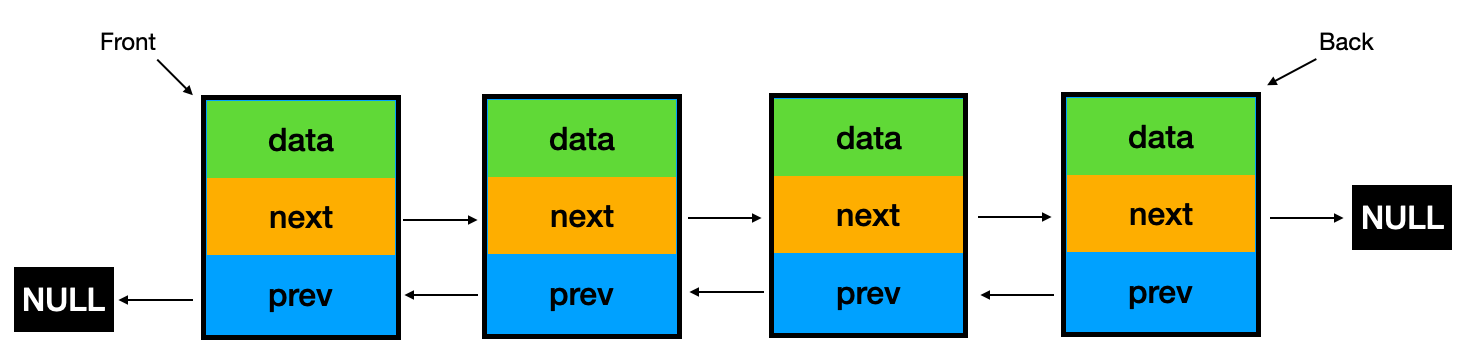 Front
Back
data
data
data
data
next
next
next
next
NULL
NULL
prev
prev
prev
prev